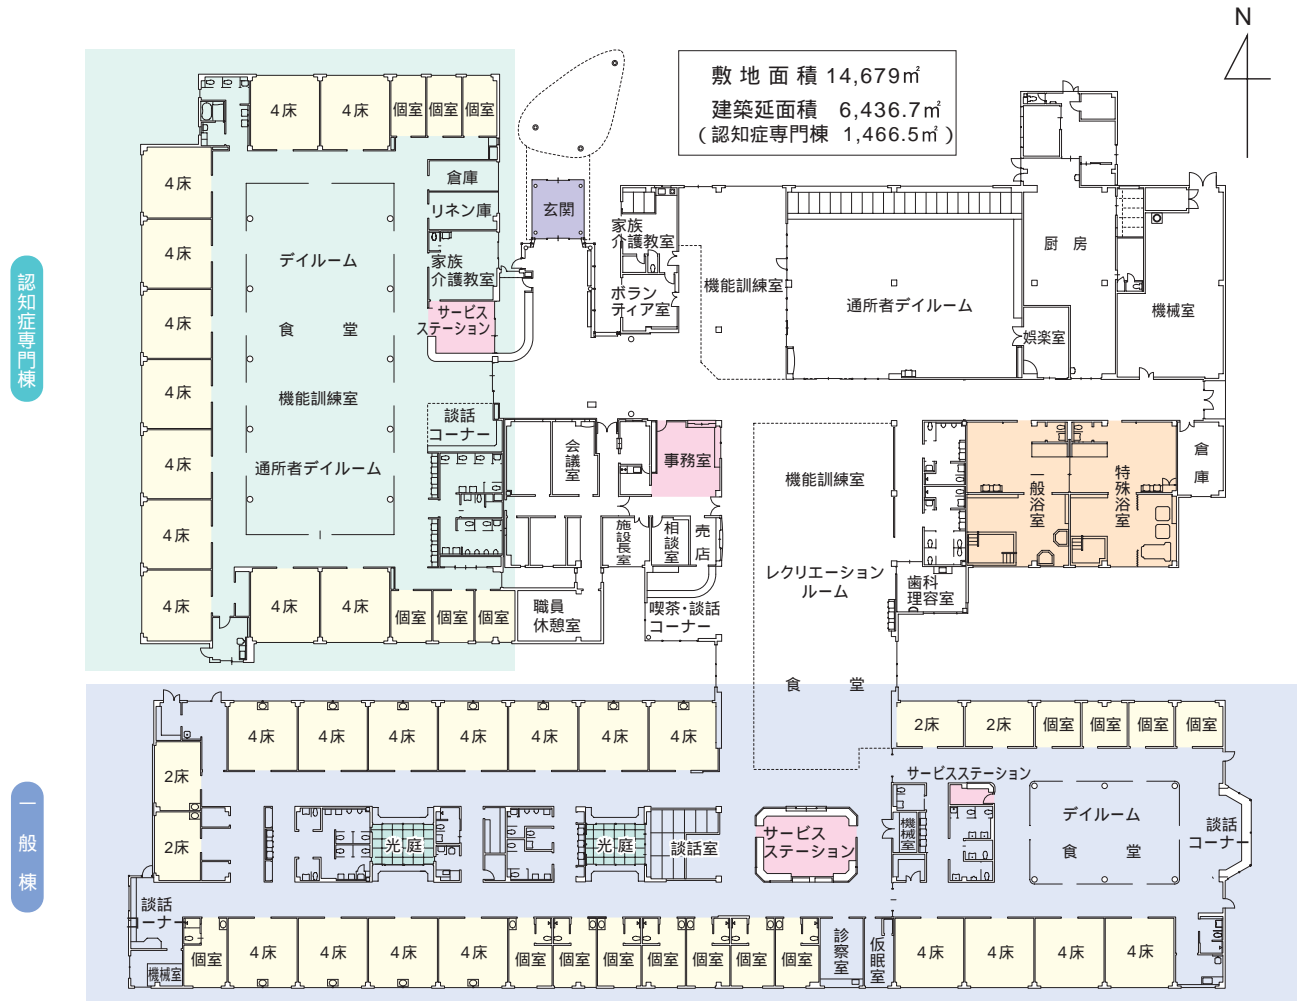 N
敷地面積 14,679㎡
建築延面積 6,436.7㎡
（認知症専門棟 1,466.5㎡）
認知症専門棟
4床
4床
個室
個室
個室
4床
4床
4床
4床
4床
4床
4床
倉庫
リネン庫
家族
介護教室
サービス
ステーション
デイルーム
食堂
機能訓練室
通所者デイルーム
談話
コーナー
4床
4床
個室
個室
個室
玄関
家族
介護教室
ボラン
ティア室
機能訓練室
通所者デイルーム
厨房
娯楽室
機械室
会議室
事務室
施設長室
相談室
売店
職員
休憩室
喫茶・談話
コーナー
機能訓練室
レクリエーション
ルーム
食堂
一般浴室
特殊浴室
倉庫
歯科
理容室
一般棟
4床
4床
4床
4床
4床
4床
4床
2床
2床
個室
個室
個室
個室
2床
2床
光庭
光庭
談話室
サービス
ステーション
サービスステーション
機械室
デイルーム
食堂
談話
コーナー
談話
コーナー
機械室
個室
4床
4床
4床
4床
個室
個室
個室
個室
個室
個室
個室
診察室
仮眠室
4床
4床
4床
4床